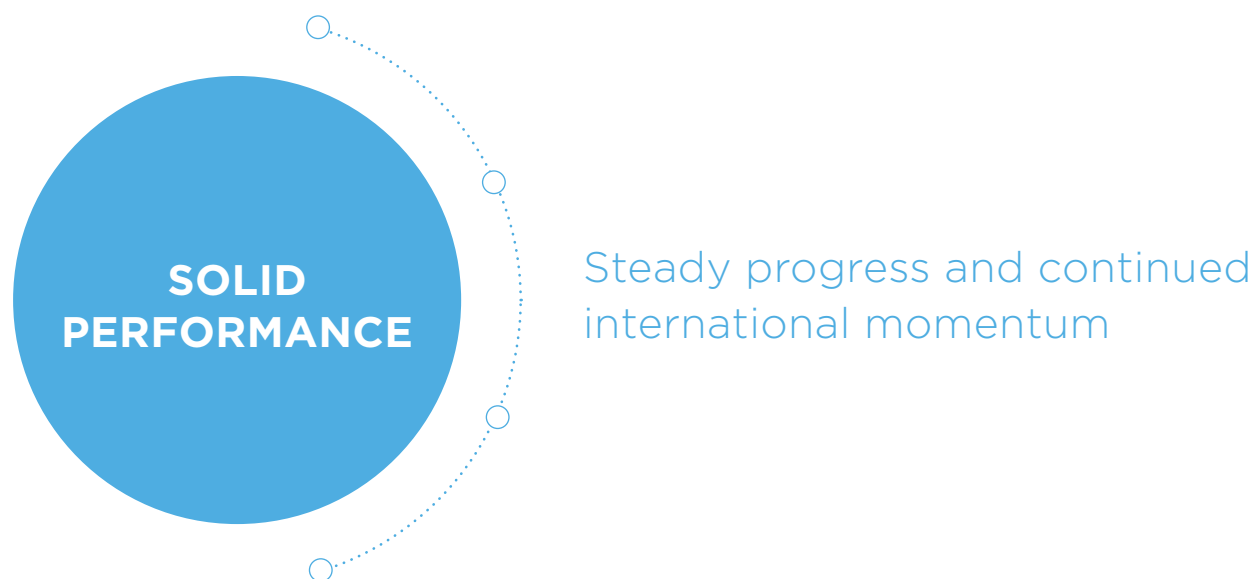 SOLID
PERFORMANCE
Steady progress and continued
international momentum